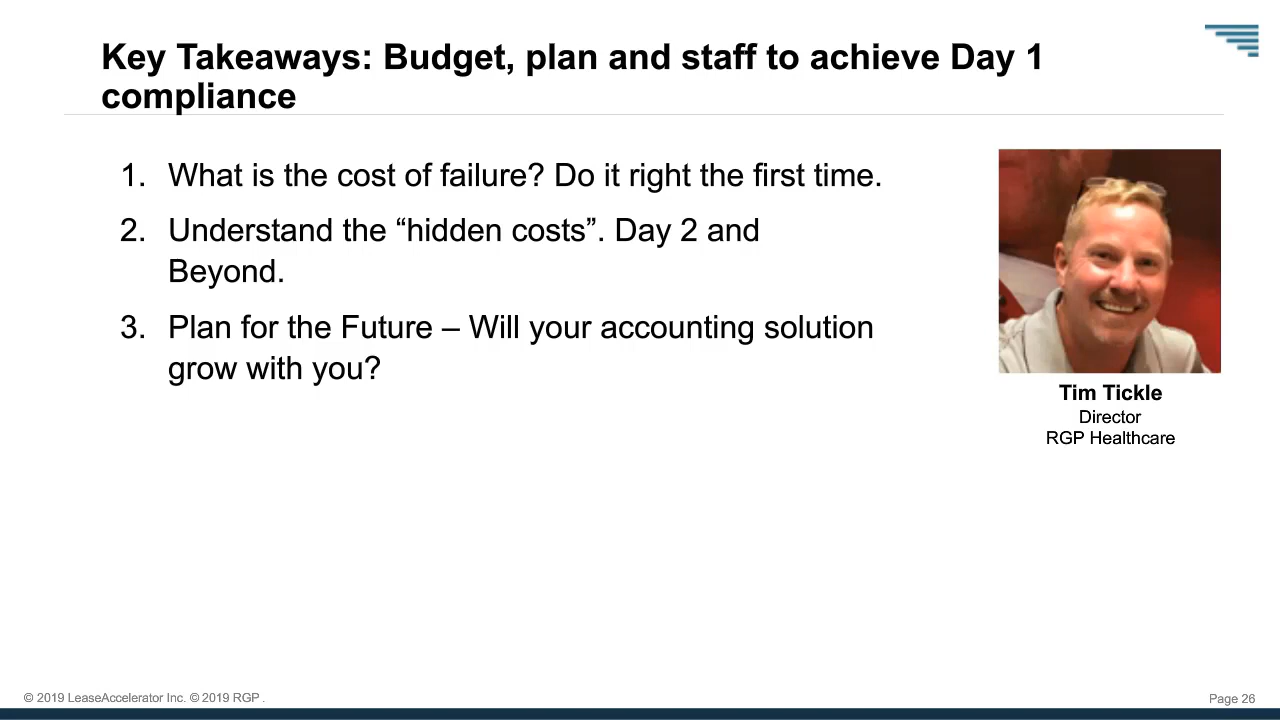 Key Takeaways: Budget, plan and staff to achieve Day 1
compliance
1. What is the cost of failure? Do it right the first time.
2. Understand the “hidden costs”. Day 2 and
Beyond.
3. Plan for the Future – Will your accounting solution
grow with you?
Tim Tickle
Director
RGP Healthcare
© 2019 LeaseAccelerator Inc. © 2019 RGP .
Page 26